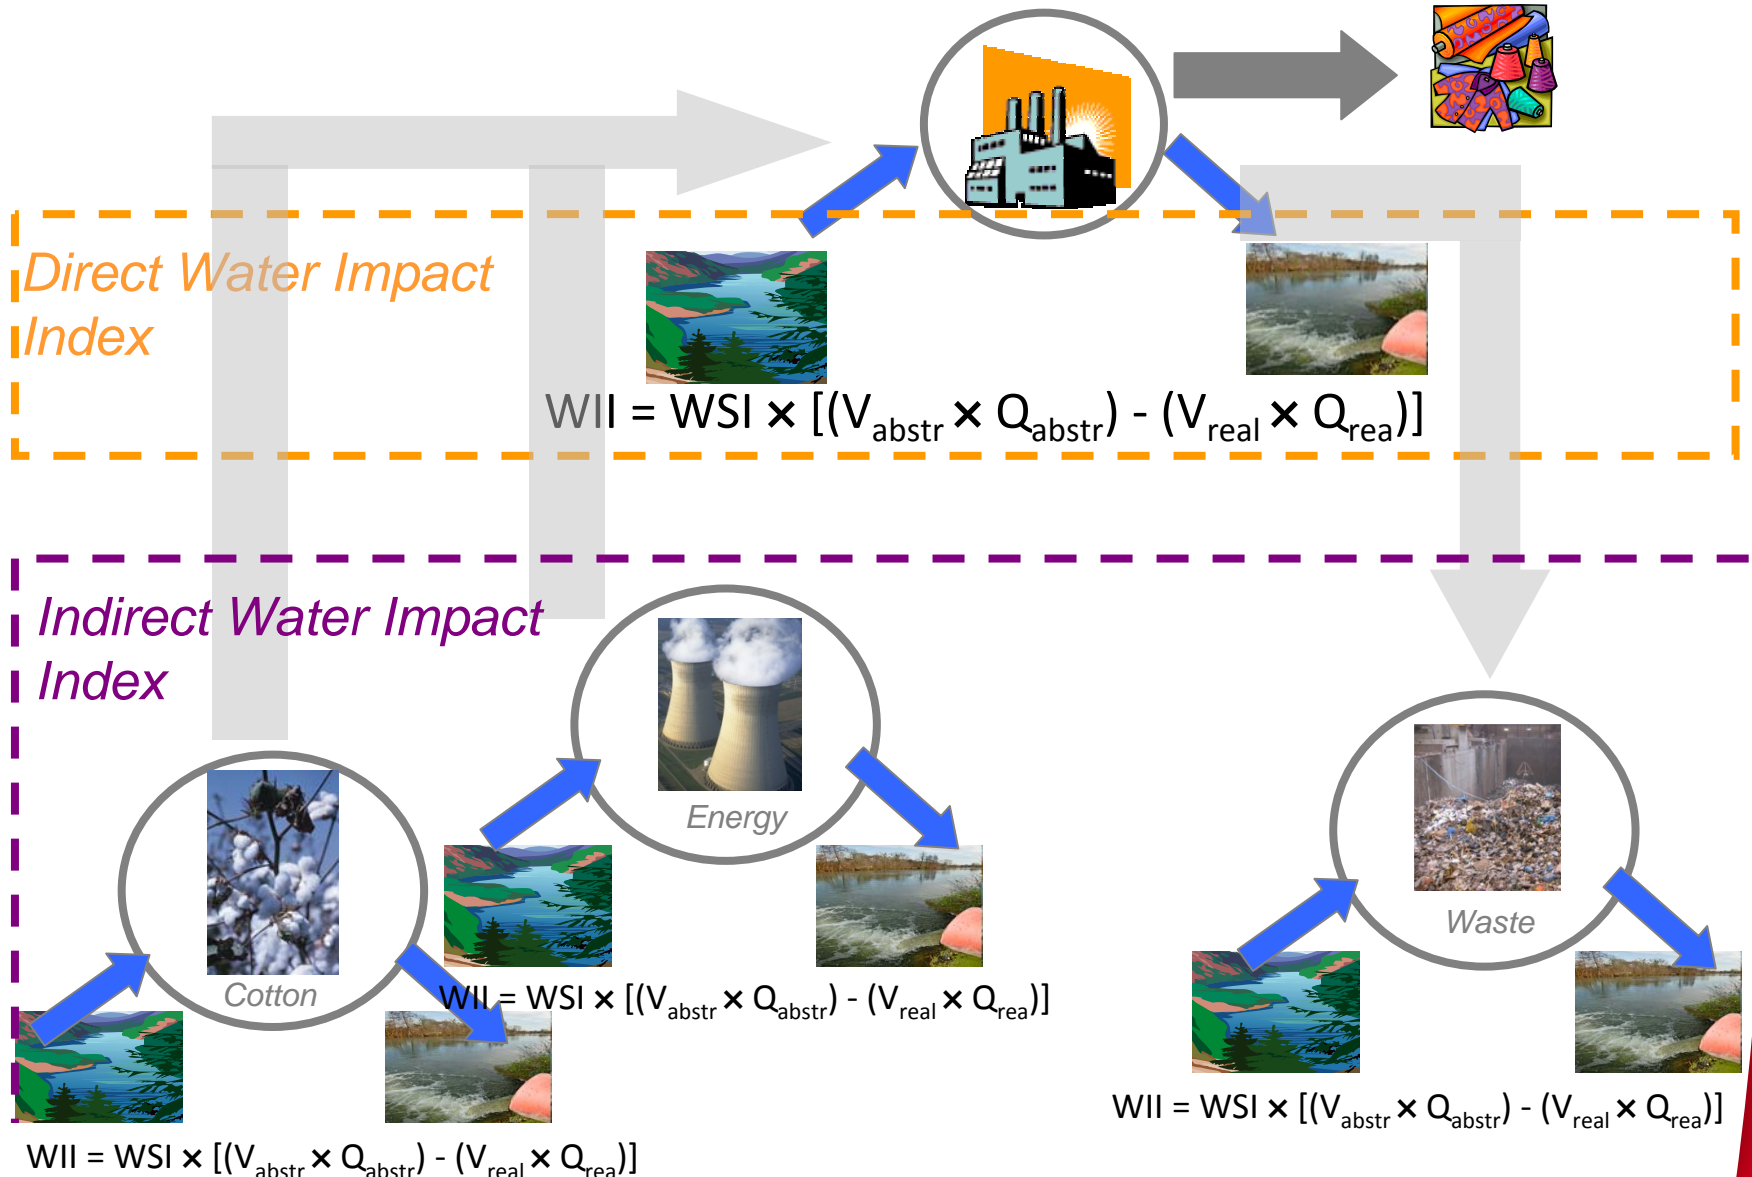 Direct Water Impact
Index
WII = WSI × [(Vabstr × Qabstr) - (Vreal × Qrea)]
Indirect Water Impact
Index
Energy
WII = WSI × [(Vabstr × Qabstr) - (Vreal × Qrea)]
Cotton
WII = WSI × [(Vabstr × Qabstr) - (Vreal × Qrea)]
Waste
WII = WSI × [(Vabstr × Qabstr) - (Vreal × Qrea)]